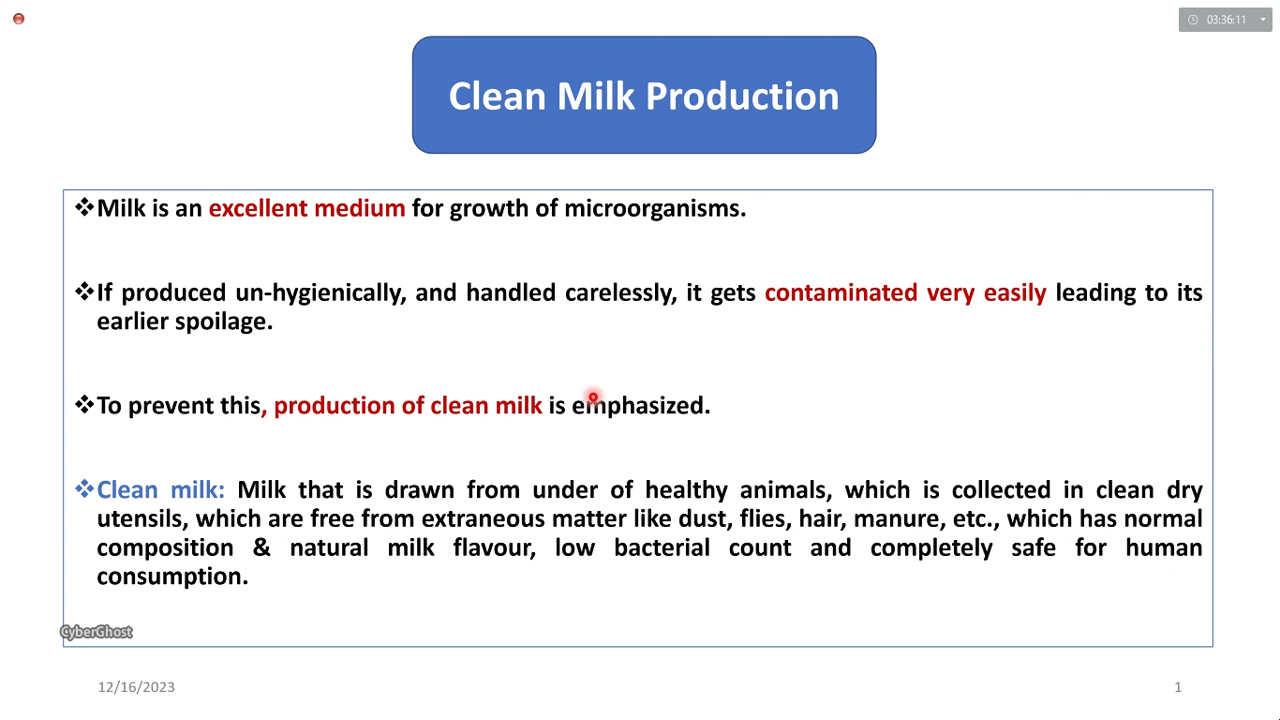 03:36:11
Clean Milk Production
❖Milk is an excellent medium for growth of microorganisms.
❖If produced un-hygienically, and handled carelessly, it gets contaminated very easily leading to its
earlier spoilage.
❖To prevent this, production of clean milk is emphasized.
❖Clean milk: Milk that is drawn from under of healthy animals, which is collected in clean dry
utensils, which are free from extraneous matter like dust, flies, hair, manure, etc., which has normal
composition & natural milk flavour, low bacterial count and completely safe for human
consumption.
CyberGhost
12/16/2023
1